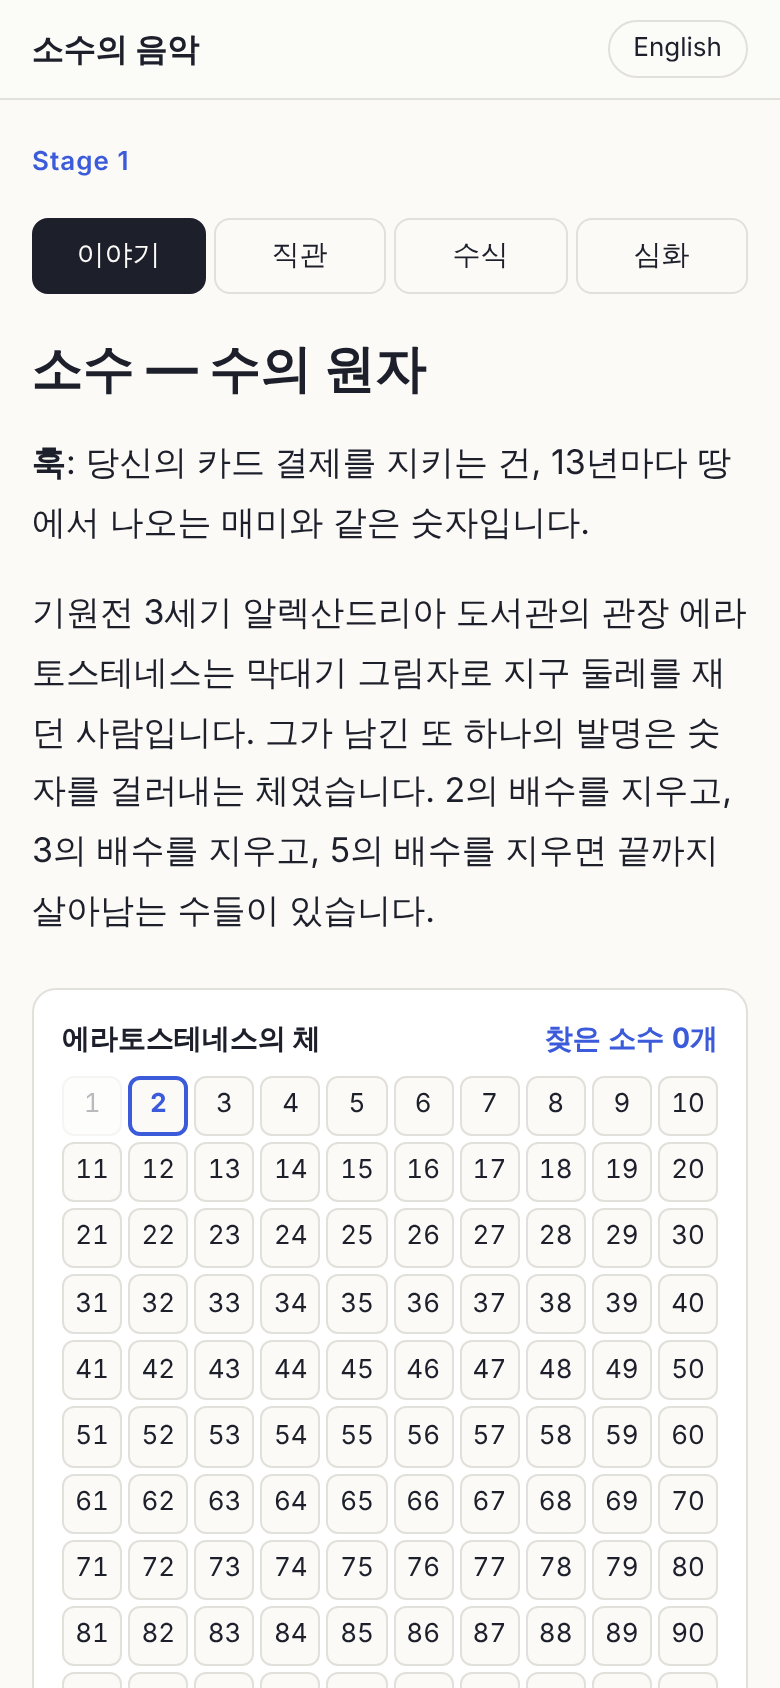 소수의 음악
English
Stage 1
이야기
직관
수식
심화
소수 — 수의 원자
훅: 당신의 카드 결제를 지키는 건, 13년마다 땅
에서 나오는 매미와 같은 숫자입니다.
기원전 3세기 알렉산드리아 도서관의 관장 에라
토스테네스는 막대기 그림자로 지구 둘레를 재
던 사람입니다. 그가 남긴 또 하나의 발명은 숫
자를 걸러내는 체였습니다. 2의 배수를 지우고,
3의 배수를 지우고, 5의 배수를 지우면 끝까지
살아남는 수들이 있습니다.
에라토스테네스의 체
찾은 소수 0개
1 2 3 4 5 6 7 8 9 10
11 12 13 14 15 16 17 18 19 20
21 22 23 24 25 26 27 28 29 30
31 32 33 34 35 36 37 38 39 40
41 42 43 44 45 46 47 48 49 50
51 52 53 54 55 56 57 58 59 60
61 62 63 64 65 66 67 68 69 70
71 72 73 74 75 76 77 78 79 80
81 82 83 84 85 86 87 88 89 90